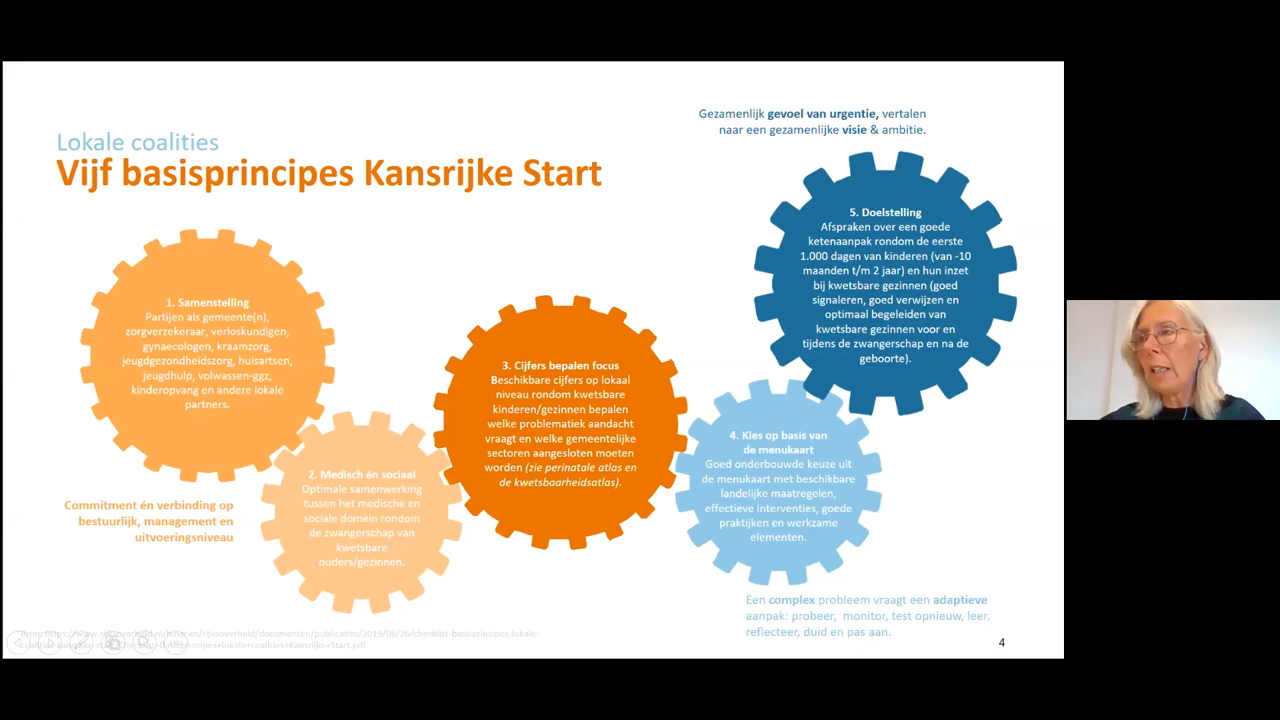 Lokale coalities
Vijf basisprincipes Kansrijke Start
Gezamenlijk gevoel van urgentie, vertalen
naar een gezamenlijke visie & ambitie.
1. Samenstelling
Partijen als gemeente(n),
zorgverzekeraar, verloskundigen,
gynaecologen, kraamzorg,
jeugdgezondheidszorg, huisartsen,
jeugdhulp, volwassen-ggz,
kinderopvang en andere lokale
partners.
Commitment én verbinding op
bestuurlijk, management en
uitvoeringsniveau
2. Medisch én sociaal
Optimale samenwerking
tussen het medische en
sociale domein rondom
de zwangerschap van
kwetsbare
ouders/gezinnen.
3. Cijfers bepalen focus
Beschikbare cijfers op lokaal
niveau rondom kwetsbare
kinderen/gezinnen bepalen
welke problematiek aandacht
vraagt en welke gemeentelijke
sectoren aangesloten moeten
worden (zie perinatale atlas en
de kwetsbaarheidsatlas).
4. Kies op basis van
de menukaart
Goed onderbouwde keuze uit
de menukaart met beschikbare
landelijke maatregelen,
effectieve interventies, goede
praktijken en werkzame
elementen.
5. Doelstelling
Afspraken over een goede
ketenaanpak rondom de eerste
1.000 dagen van kinderen (van -10
maanden t/m 2 jaar) en hun inzet
bij kwetsbare gezinnen (goed
signaleren, goed verwijzen en
optimaal begeleiden van
kwetsbare gezinnen voor en
tijdens de zwangerschap en na de
geboorte).
Een complex probleem vraagt een adaptieve
aanpak: probeer, monitor, test opnieuw, leer,
reflecteer, duid en pas aan.
4